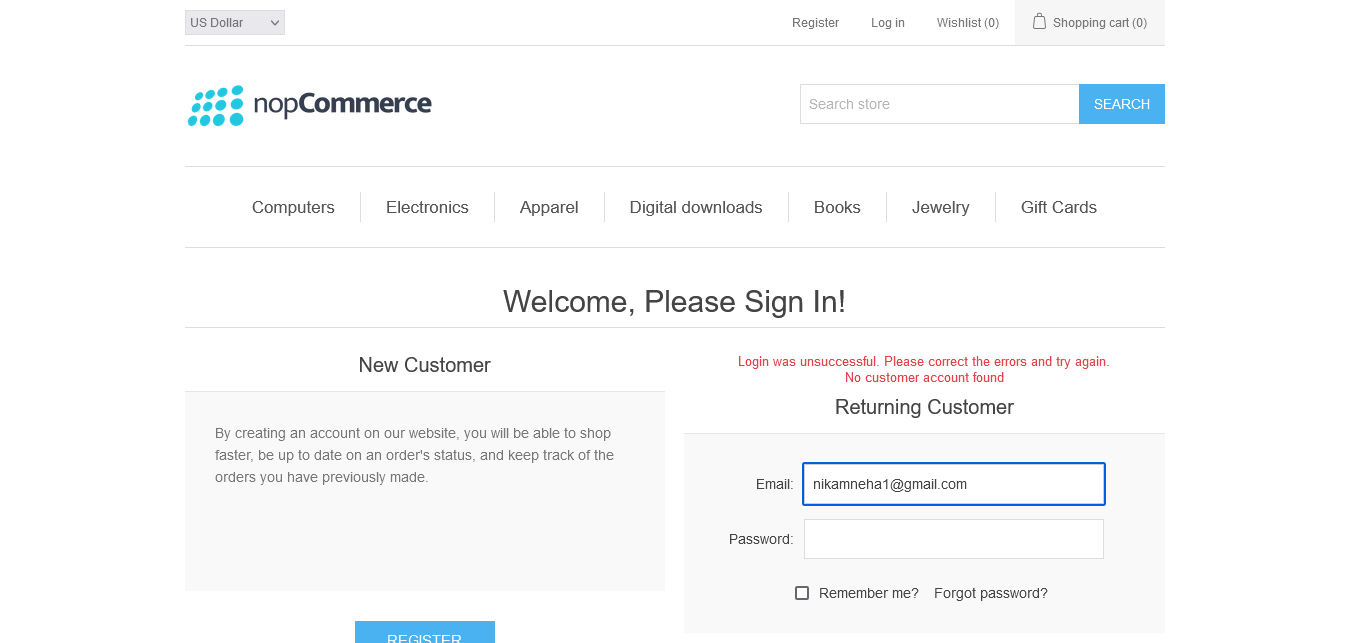 US Dollar
Register
Log in
Wishlist (0)
Shopping cart (0)
nopCommerce
Search store
SEARCH
Computers
Electronics
Apparel
Digital downloads
Books
Jewelry
Gift Cards
Welcome, Please Sign In!
New Customer
By creating an account on our website, you will be able to shop
faster, be up to date on an order's status, and keep track of the
orders you have previously made.
REGISTER
Login was unsuccessful. Please correct the errors and try again.
No customer account found
Returning Customer
Email: nikamneha1@gmail.com
Password:
Remember me? Forgot password?